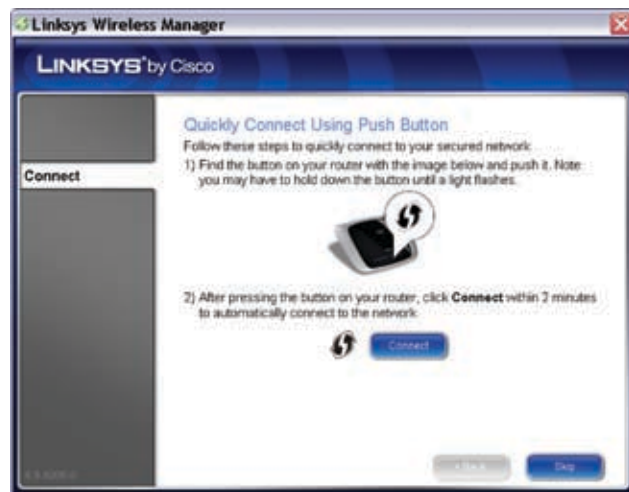 Linksys Wireless Manager
LINKSYS® by Cisco
Connect
Quickly Connect Using Push Button
Follow these steps to quickly connect to your secured network.
1) Find the button on your router with the image below and push it. Note
you may have to hold down the button until a light flashes.
2) After pressing the button on your router, click Connect within 2 minutes
to automatically connect to the network.
Connect
< Back
Skip